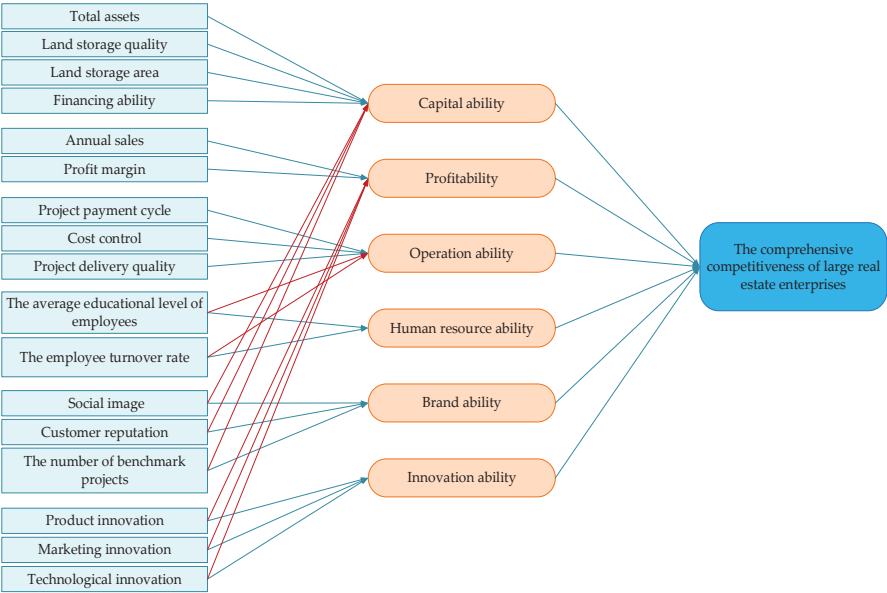 Total assets
Land storage quality
Land storage area
Financing ability
Annual sales
Profit margin
Project payment cycle
Cost control
Project delivery quality
The average educational level of
employees
The employee turnover rate
Social image
Customer reputation
The number of benchmark
projects
Product innovation
Marketing innovation
Technological innovation
Capital ability
Profitability
Operation ability
Human resource ability
Brand ability
Innovation ability
The comprehensive
competitiveness of large real
estate enterprises